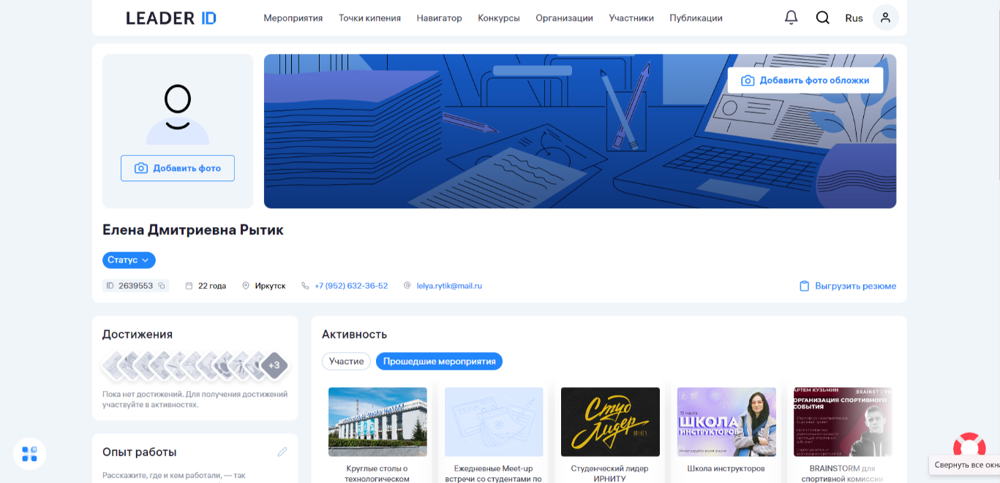 LEADER ID
Мероприятия
Точки кипения
Навигатор
Конкурсы
Организации
Участники
Публикации
Rus
Добавить фото обложки
Добавить фото
Елена Дмитриевна Рытик
Статус
ID 2639553
22 года
Иркутск
+7 (952) 632-36-52
lelya.rytik@mail.ru
Выгрузить резюме
Достижения
+3
Пока нет достижений. Для получения достижений
участвуйте в активностях.
Опыт работы
Расскажите, где и кем работали, — так
Активность
Участие
Прошедшие мероприятия
Круглые столы о
технологическом
Ежедневные Meet-up
встречи со студентами по
Студ
Лидер
ИРНИТУ
Студенческий лидер
ИРНИТУ
13 марта
ШКОЛА
ИНСТРУКТОРОВ
Школа инструкторов
АРТЕМ КУЗЬМИН
BRAINSTORM
ОРГАНИЗАЦИЯ СПОРТИВНОГО
СОБЫТИЯ
BRAINSTORM для
спортивной комиссии
Свернуть все окна